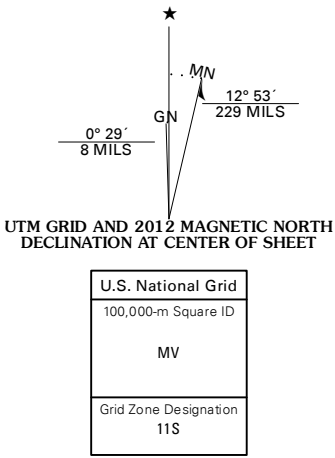 ★
MN
GN
12° 53´
229 MILS
0° 29´
8 MILS
UTM GRID AND 2012 MAGNETIC NORTH
DECLINATION AT CENTER OF SHEET
U.S. National Grid
100,000-m Square ID
MV
Grid Zone Designation
11S